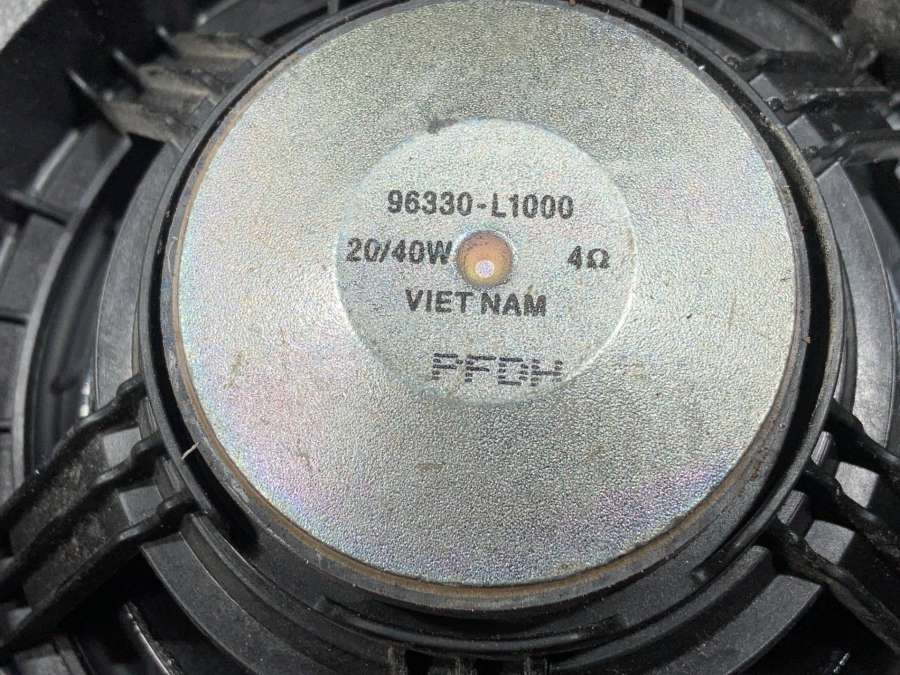 96330-L1000
20/40W 4Ω
VIET NAM
PFDH